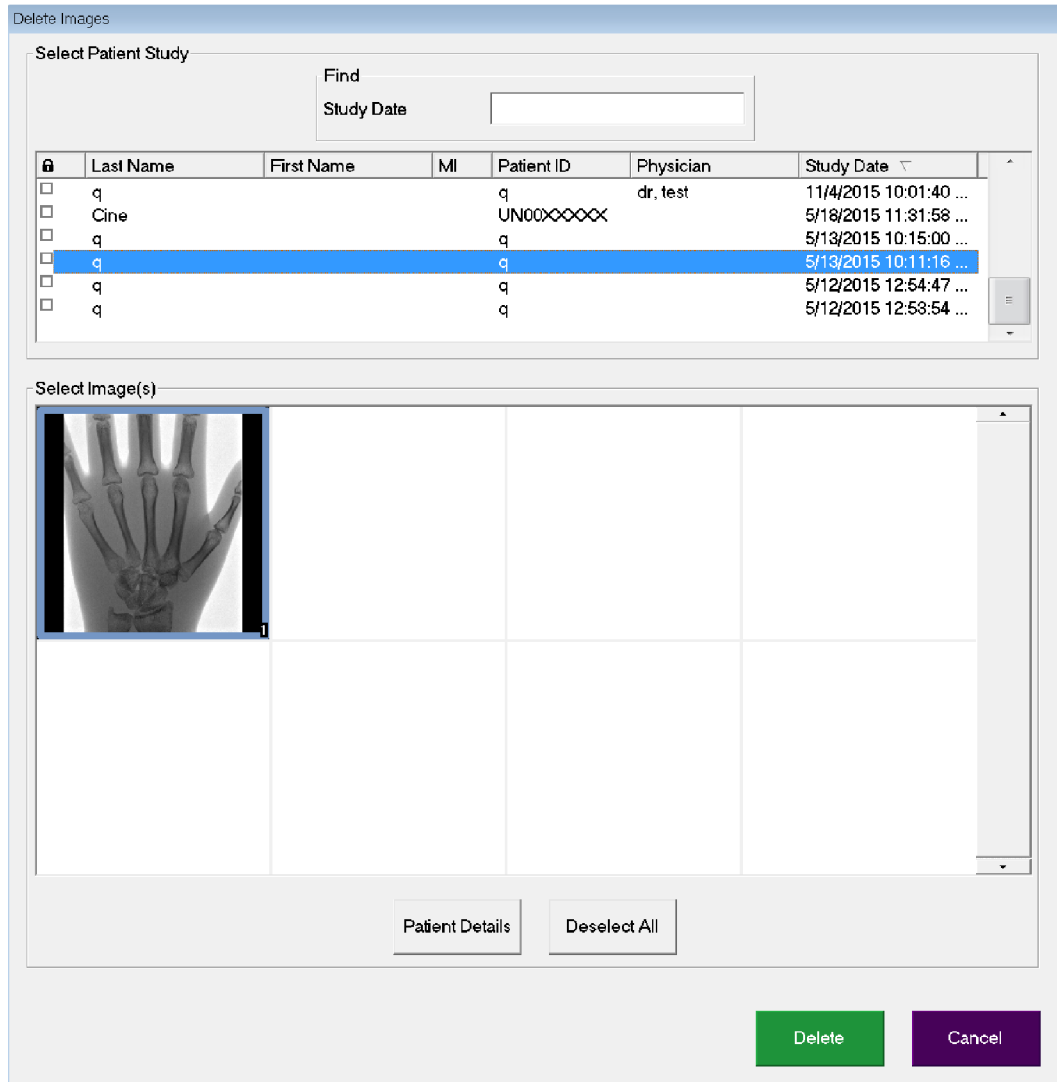 Delete Images
Select Patient Study
Find
Study Date
Last Name First Name MI Patient ID Physician Study Date
q q dr, test 11/4/2015 10:01:40 ...
Cine UN00XXXXX 5/18/2015 11:31:58 ...
q q 5/13/2015 10:15:00 ...
q q 5/13/2015 10:11:16 ...
q q 5/12/2015 12:54:47 ...
q q 5/12/2015 12:53:54 ...
Select Image(s)
1
Patient Details Deselect All
Delete Cancel